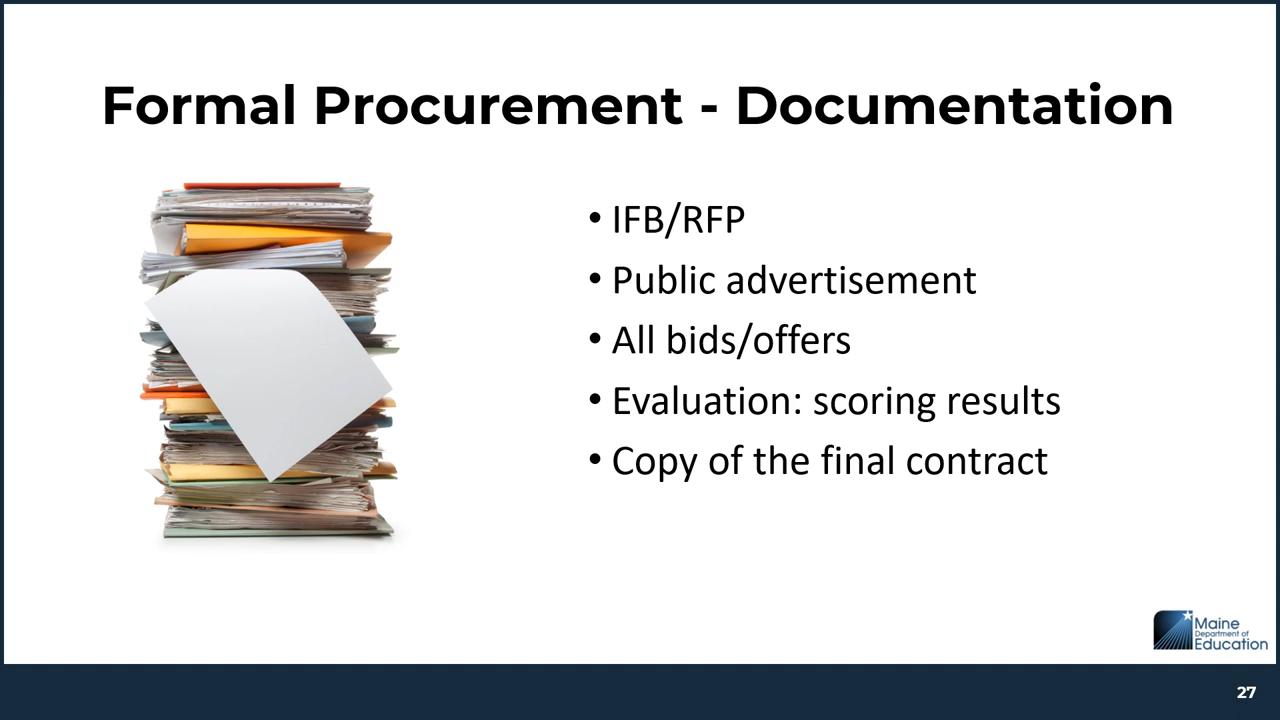 Formal Procurement - Documentation
• IFB/RFP
• Public advertisement
• All bids/offers
• Evaluation: scoring results
• Copy of the final contract
Maine
Department of
Education
27